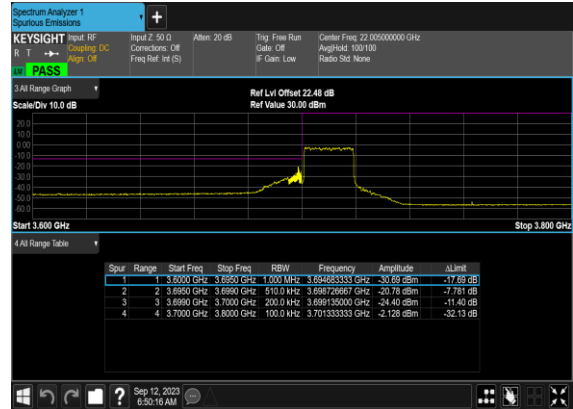 Spectrum Analyzer 1
Spurious Emissions
KEYSIGHT Input: RF Input Z: 50 Ω Atten: 20 dB Trig: Free Run Center Freq: 22.005000000 GHz
R T Coupling: DC Corrections: Off Gate: Off Avg|Hold: 100/100
Align: Off Freq Ref: Int (S) IF Gain: Low Radio Std: None
PASS
3 All Range Graph
Ref Lvl Offset 22.48 dB
Scale/Div 10.0 dB Ref Value 30.00 dBm
20.0
10.0
0.00
-10.0
-20.0
-30.0
-40.0
-50.0
-60.0
Start 3.600 GHz Stop 3.800 GHz
4 All Range Table
Spur Range Start Freq Stop Freq RBW Frequency Amplitude ΔLimit
1 1 3.6000 GHz 3.6950 GHz 1.000 MHz 3.694683333 GHz -30.69 dBm -17.69 dB
2 2 3.6950 GHz 3.6990 GHz 510.0 kHz 3.698726667 GHz -20.78 dBm -7.781 dB
3 3 3.6990 GHz 3.7000 GHz 200.0 kHz 3.699135000 GHz -24.40 dBm -11.40 dB
4 4 3.7000 GHz 3.8000 GHz 100.0 kHz 3.701333333 GHz -2.128 dBm -32.13 dB
? Sep 12, 2023
6:50:16 AM